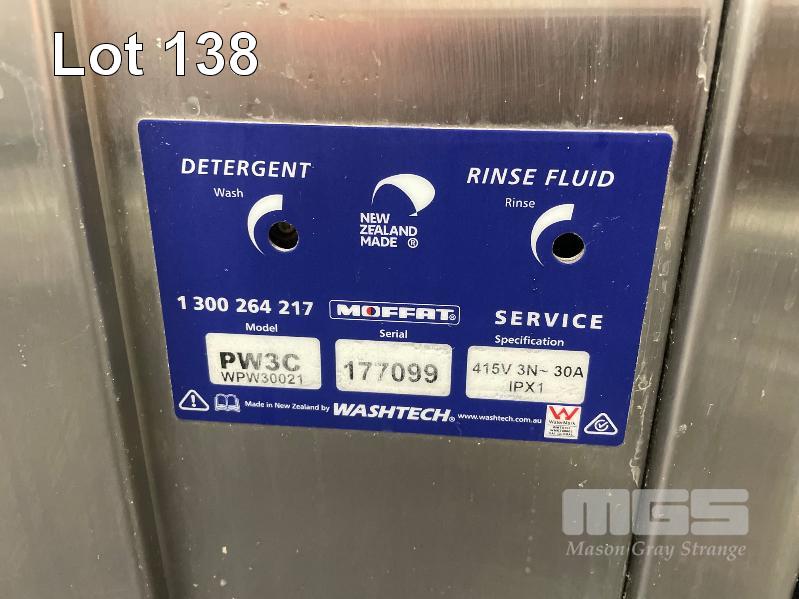 Lot 138
DETERGENT
Wash
NEW
ZEALAND
MADE ®
RINSE FLUID
Rinse
1 300 264 217
MOFFAT®
SERVICE
Model
Serial
Specification
PW3C
WPW30021
177099
415V 3N~ 30A
IPX1
Made in New Zealand by WASHTECH® www.washtech.com.au
WaterMark
MGS
Mason Gray Strange